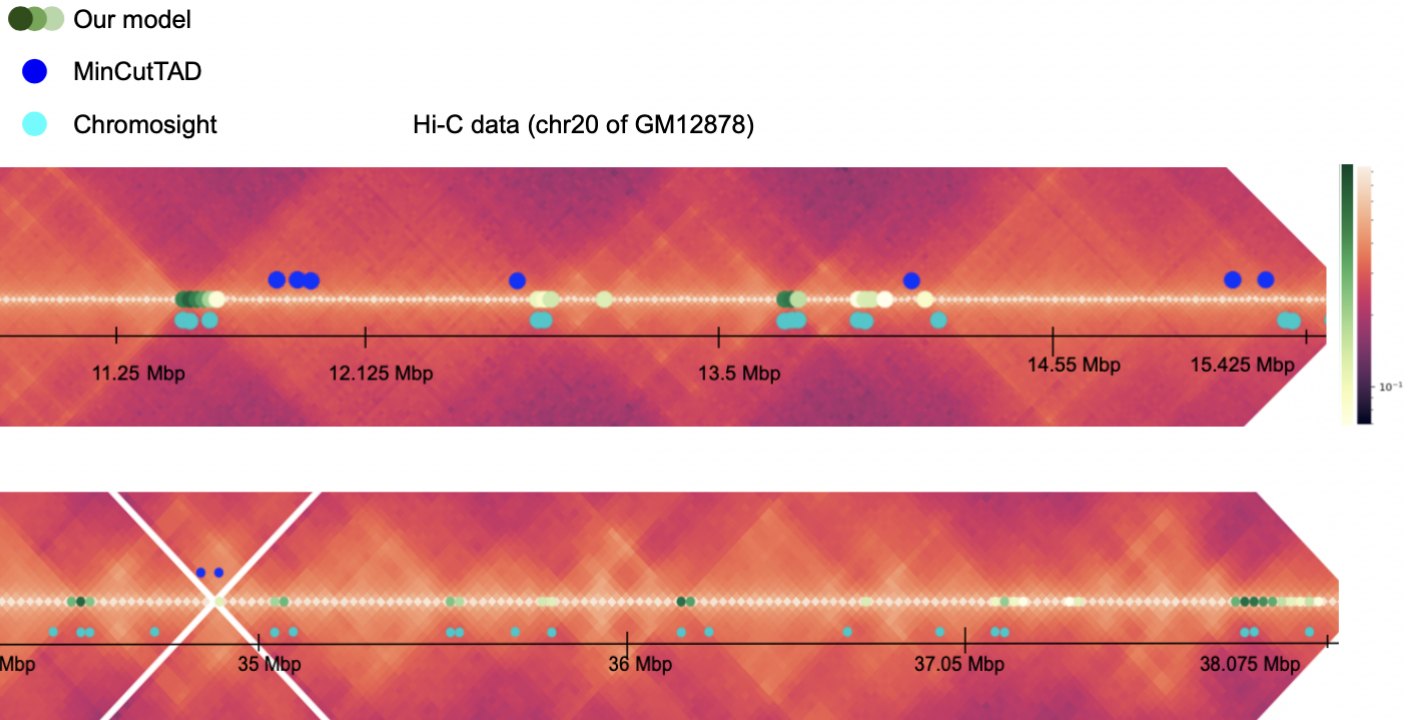 Our model
MinCutTAD
Chromosight
Hi-C data (chr20 of GM12878)
11.25 Mbp
12.125 Mbp
13.5 Mbp
14.55 Mbp
15.425 Mbp
10⁻¹
Mbp
35 Mbp
36 Mbp
37.05 Mbp
38.075 Mbp